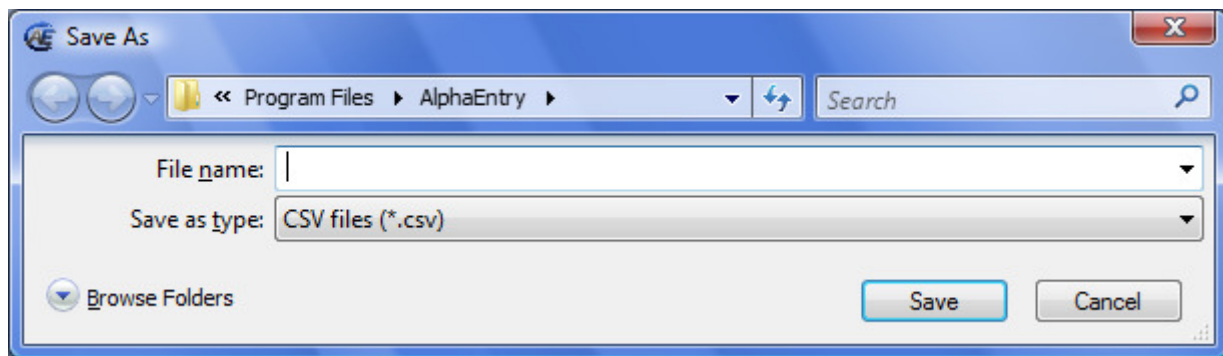 Save As
« Program Files ▸ AlphaEntry ▸ Search
File name:
Save as type: CSV files (*.csv)
Browse Folders Save Cancel